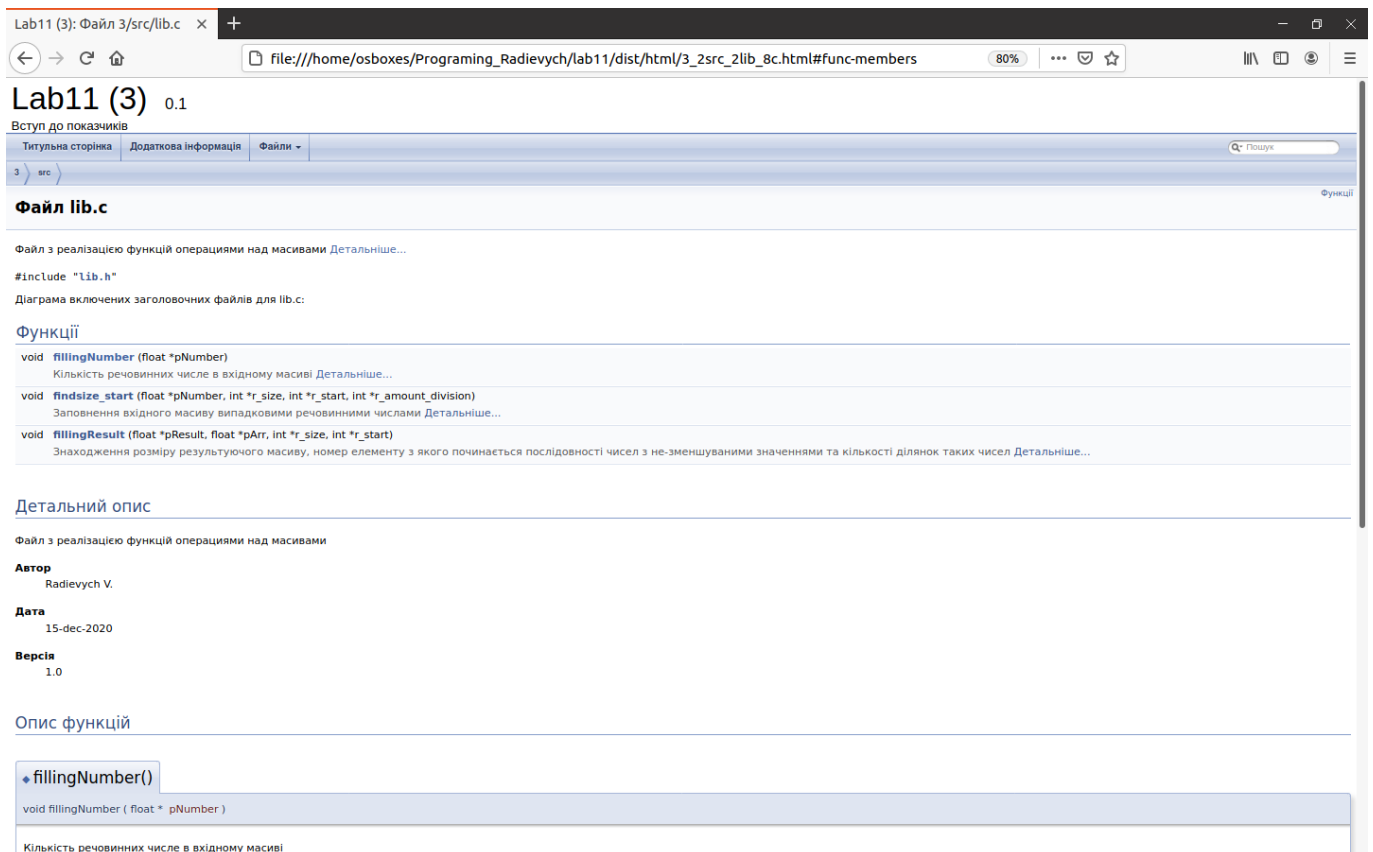 Lab11 (3): Файл 3/src/lib.c
file:///home/osboxes/Programing_Radievych/lab11/dist/html/3_2src_2lib_8c.html#func-members 80%
Lab11 (3) 0.1
Вступ до показчиків
Титульна сторінка Додаткова інформація Файли Пошук
3 src
Функції
Файл lib.c
Файл з реалізацією функцій операциями над масивами Детальніше...
#include "lib.h"
Діаграма включених заголовочних файлів для lib.c:
Функції
void fillingNumber (float *pNumber)
Кількість речовинних числе в вхідному масиві Детальніше...
void findsize_start (float *pNumber, int *r_size, int *r_start, int *r_amount_division)
Заповнення вхідного масиву випадковими речовинними числами Детальніше...
void fillingResult (float *pResult, float *pArr, int *r_size, int *r_start)
Знаходження розміру результуючого масиву, номер елементу з якого починається послідовності чисел з не-зменшуваними значеннями та кількості ділянок таких чисел Детальніше...
Детальний опис
Файл з реалізацією функцій операциями над масивами
Автор
Radievych V.
Дата
15-dec-2020
Версія
1.0
Опис функцій
fillingNumber()
void fillingNumber ( float * pNumber )
Кількість речовинних числе в вхідному масиві